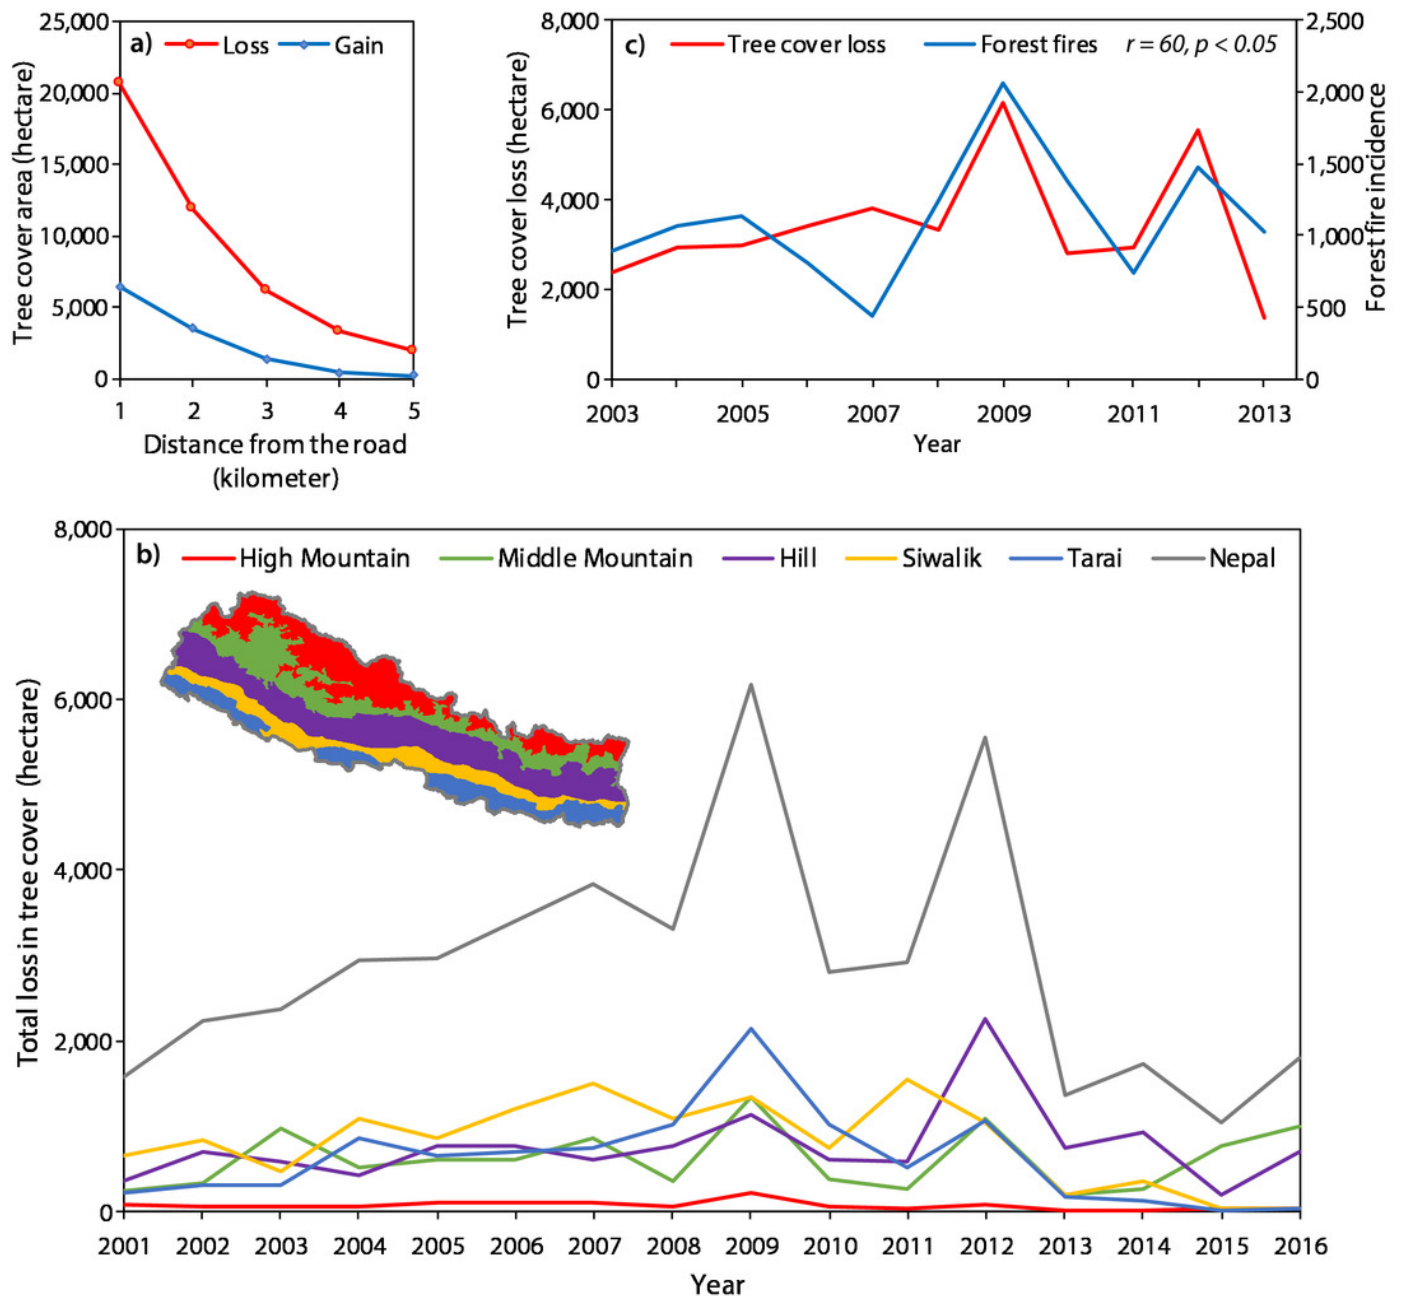 a) Loss Gain
25,000
20,000
15,000
10,000
5,000
0
Tree cover area (hectare)
1 2 3 4 5
Distance from the road
(kilometer)
c) Tree cover loss Forest fires r = 60, p < 0.05
8,000
6,000
4,000
2,000
0
Tree cover loss (hectare)
2,500
2,000
1,500
1,000
500
0
Forest fire incidence
2003 2005 2007 2009 2011 2013
Year
b) High Mountain Middle Mountain Hill Siwalik Tarai Nepal
8,000
6,000
4,000
2,000
0
Total loss in tree cover (hectare)
2001 2002 2003 2004 2005 2006 2007 2008 2009 2010 2011 2012 2013 2014 2015 2016
Year